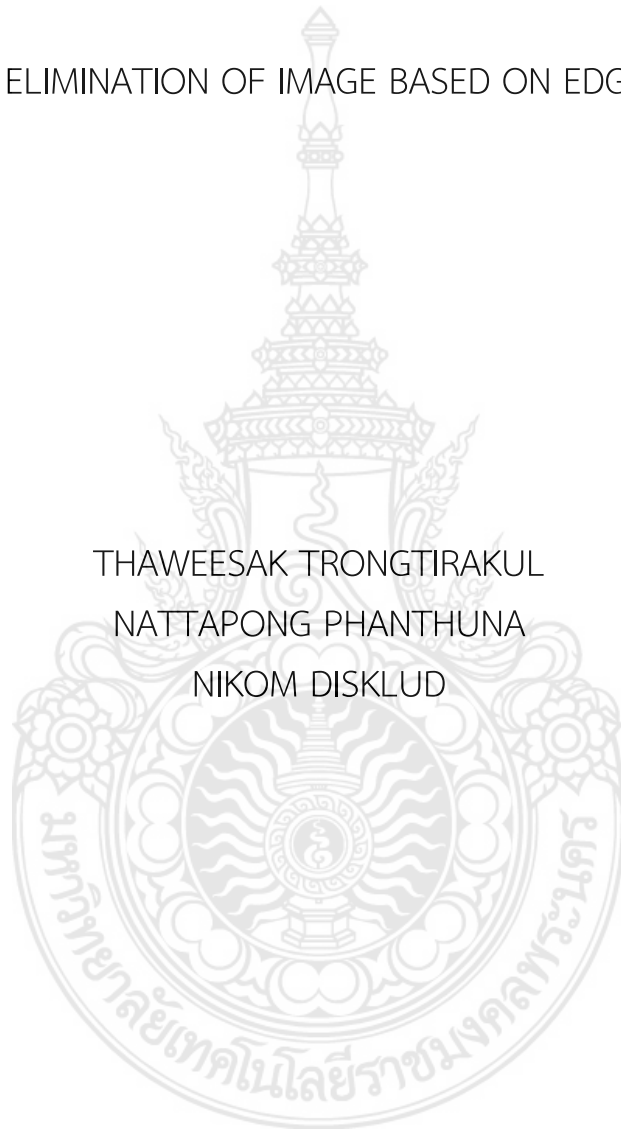 ELIMINATION OF IMAGE BASED ON EDG
THAWEESAK TRONGTIRAKUL
NATTAPONG PHANTHUNA
NIKOM DISKLUD
มหาวิทยาลัยเทคโนโลยีราชมงคลพระนคร